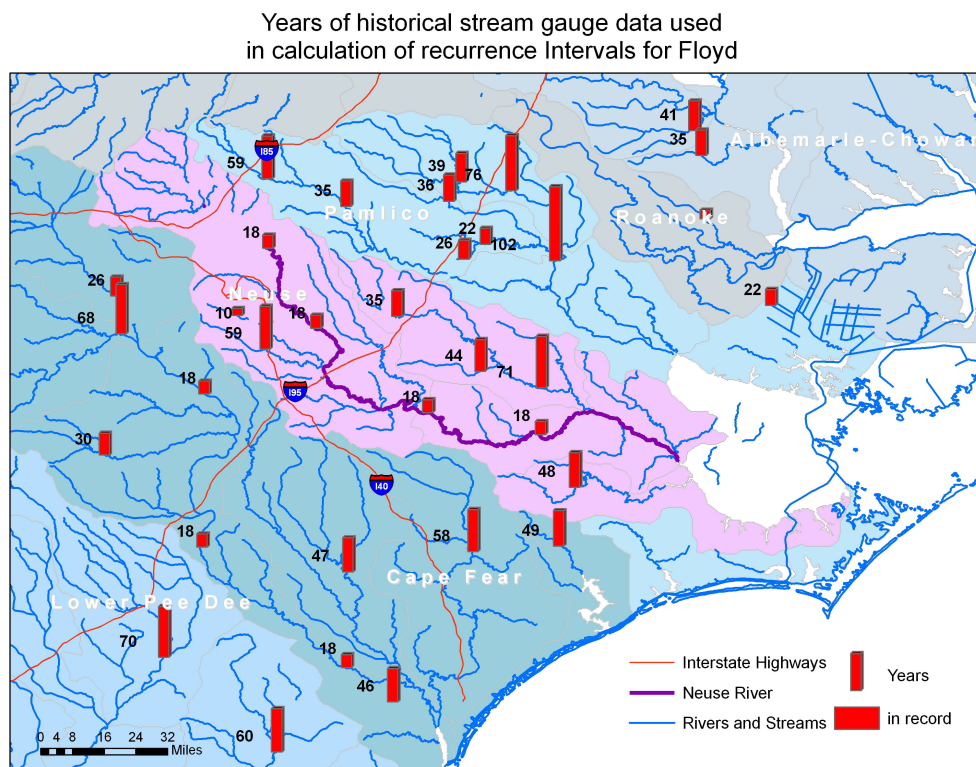 Years of historical stream gauge data used
in calculation of recurrence Intervals for Floyd
41
35
Albemarle-Chowan
I85
59
39
76
36
35
Pamlico
Roanoke
18
22
26
102
26
Neuse
35
22
68
10
18
59
44
71
18
I95
18
18
30
48
I40
18
58
49
47
Cape Fear
Lower Pee Dee
70
18
46
60
0 4 8 16 24 32
Miles
Interstate Highways
Neuse River
Rivers and Streams
Years
in record